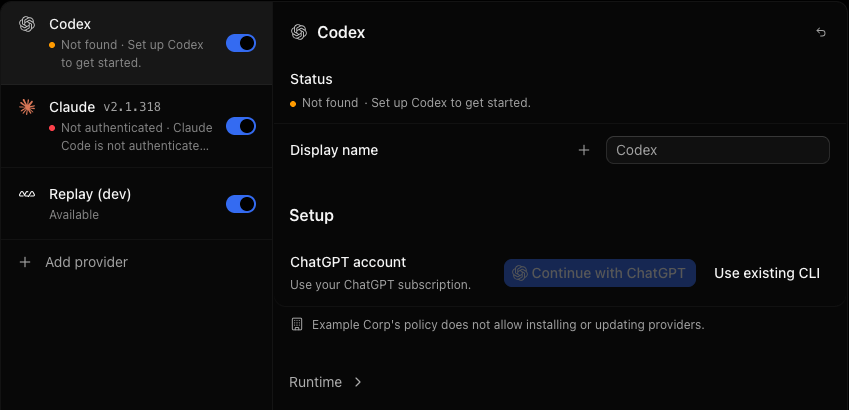 Codex
Not found · Set up Codex
to get started.
Claude v2.1.318
Not authenticated · Claude
Code is not authenticate...
Replay (dev)
Available
Add provider
Codex
Status
Not found · Set up Codex to get started.
Display name
Codex
Setup
ChatGPT account
Use your ChatGPT subscription.
Continue with ChatGPT
Use existing CLI
Example Corp's policy does not allow installing or updating providers.
Runtime